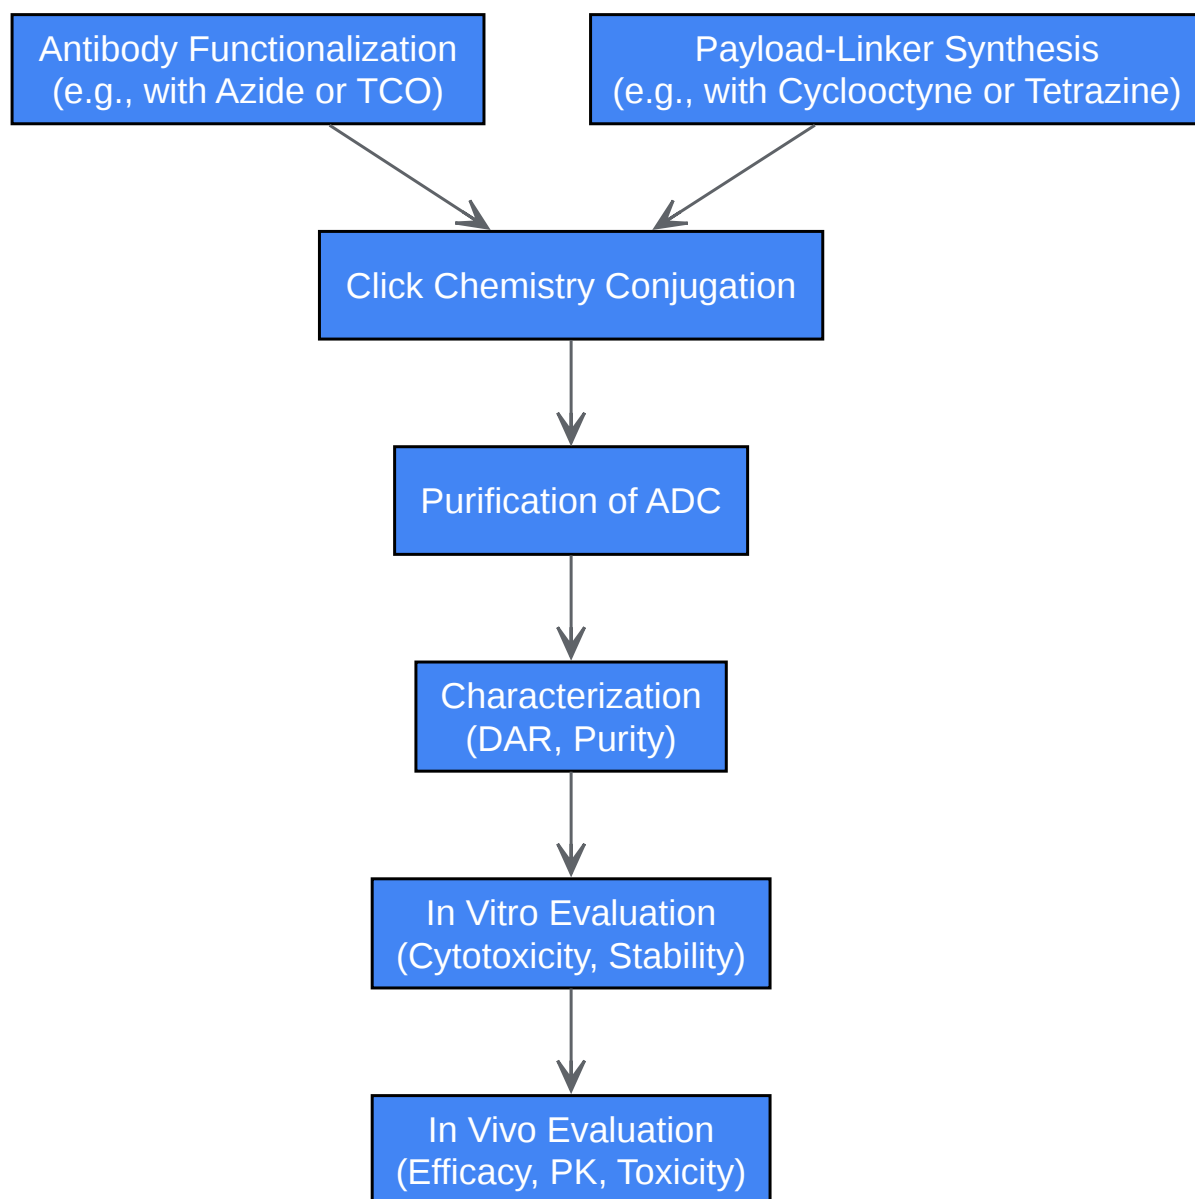 Antibody Functionalization
(e.g., with Azide or TCO)
Payload-Linker Synthesis
(e.g., with Cyclooctyne or Tetrazine)
Click Chemistry Conjugation
Purification of ADC
Characterization
(DAR, Purity)
In Vitro Evaluation
(Cytotoxicity, Stability)
In Vivo Evaluation
(Efficacy, PK, Toxicity)